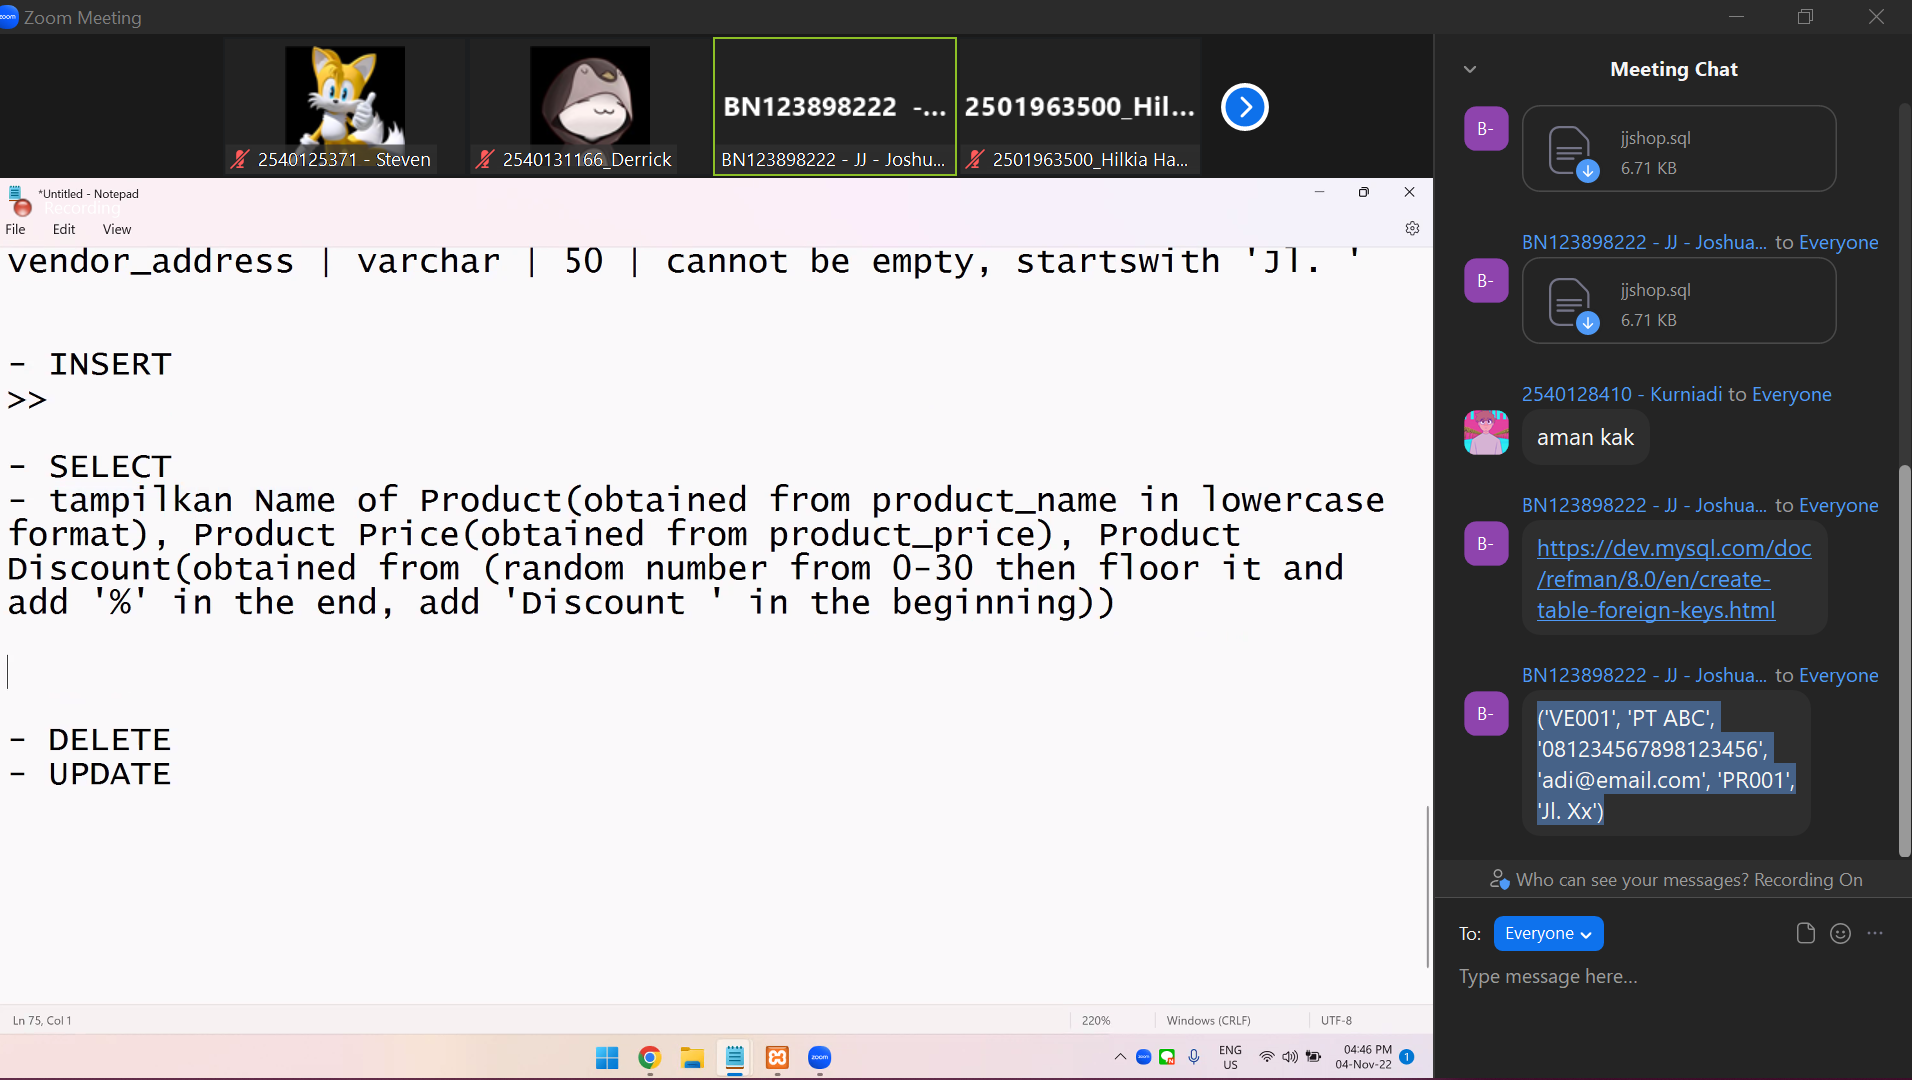 zoom Zoom Meeting
2540125371 - Steven
2540131166_Derrick
BN123898222 -...
BN123898222 - JJ - Joshu...
2501963500_Hil...
2501963500_Hilkia Ha...
*Untitled - Notepad
Recording
File Edit View
vendor_address | varchar | 50 | cannot be empty, startswith 'Jl. '
- INSERT
>>
- SELECT
- tampilkan Name of Product(obtained from product_name in lowercase
format), Product Price(obtained from product_price), Product
Discount(obtained from (random number from 0-30 then floor it and
add '%' in the end, add 'Discount ' in the beginning))
- DELETE
- UPDATE
Ln 75, Col 1
220%
Windows (CRLF)
UTF-8
zoom
zoom
ENG
US
04:46 PM
04-Nov-22
1
Meeting Chat
B-
jjshop.sql
6.71 KB
BN123898222 - JJ - Joshua... to Everyone
B-
jjshop.sql
6.71 KB
2540128410 - Kurniadi to Everyone
aman kak
BN123898222 - JJ - Joshua... to Everyone
B-
https://dev.mysql.com/doc
/refman/8.0/en/create-
table-foreign-keys.html
BN123898222 - JJ - Joshua... to Everyone
B-
('VE001', 'PT ABC',
'081234567898123456',
'adi@email.com', 'PR001',
'Jl. Xx')
Who can see your messages? Recording On
To: Everyone
Type message here...